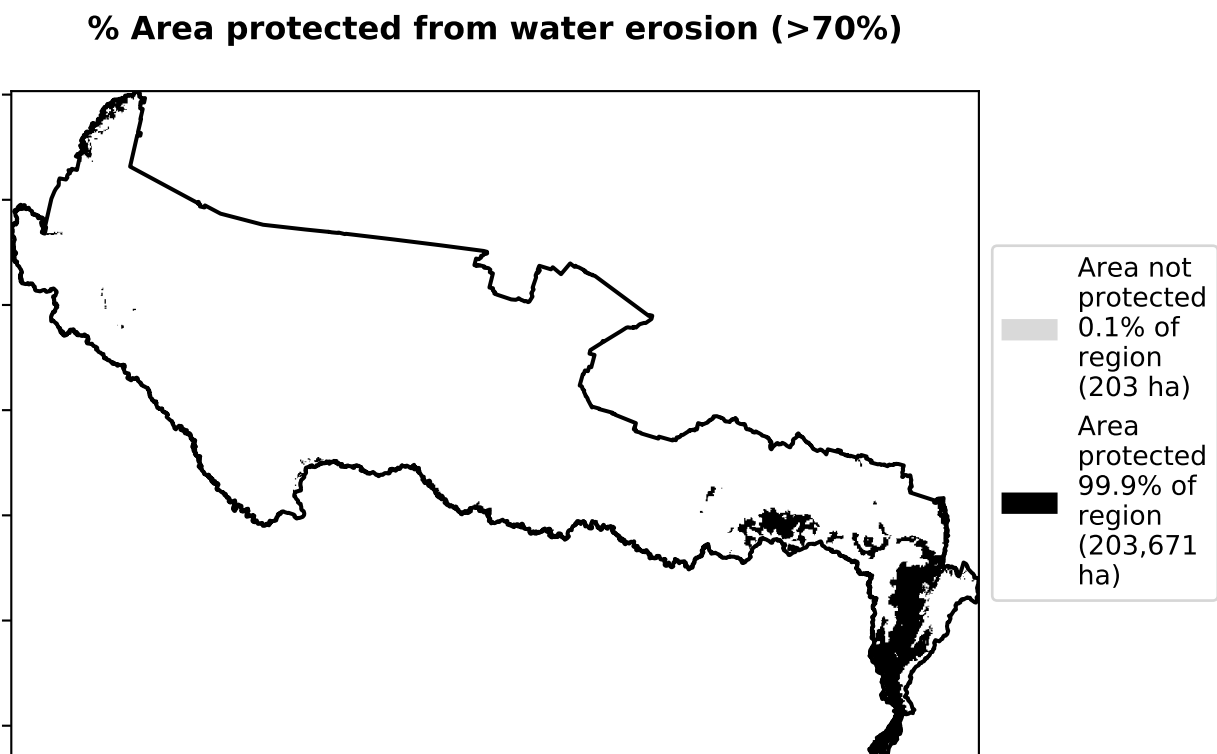 % Area protected from water erosion (>70%)
Area not
protected
0.1% of
region
(203 ha)
Area
protected
99.9% of
region
(203,671
ha)